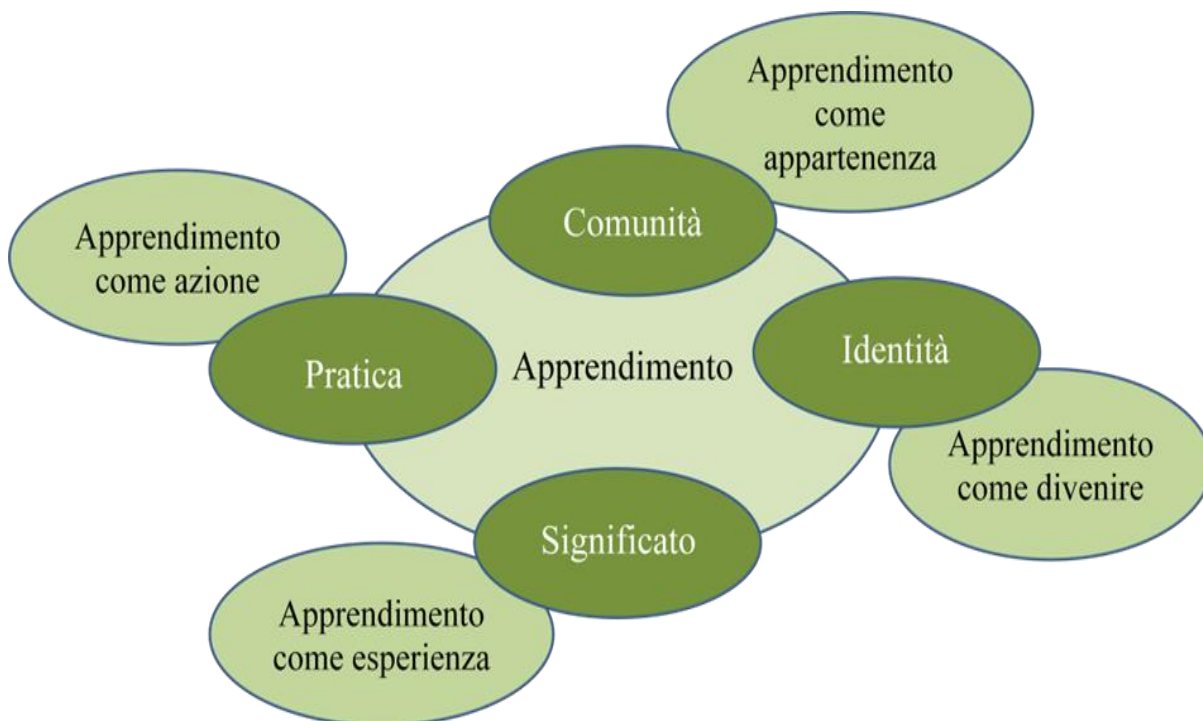 Apprendimento
come
appartenenza
Comunità
Apprendimento
come azione
Pratica
Apprendimento
Identità
Apprendimento
come divenire
Significato
Apprendimento
come esperienza